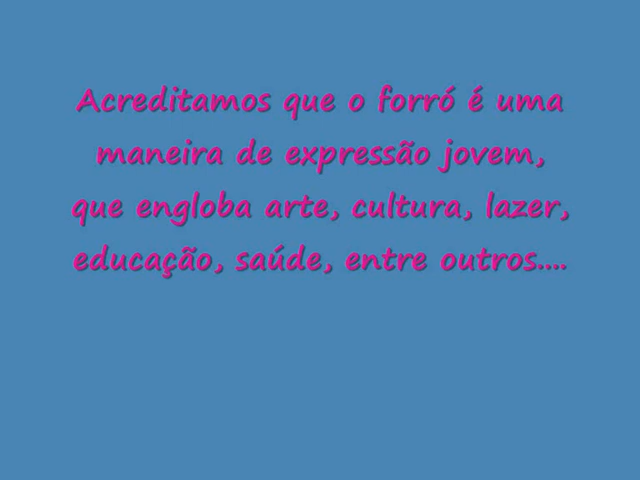 Acreditamos que o forró é uma
maneira de expressão jovem,
que engloba arte, cultura, lazer,
educação, saúde, entre outros....